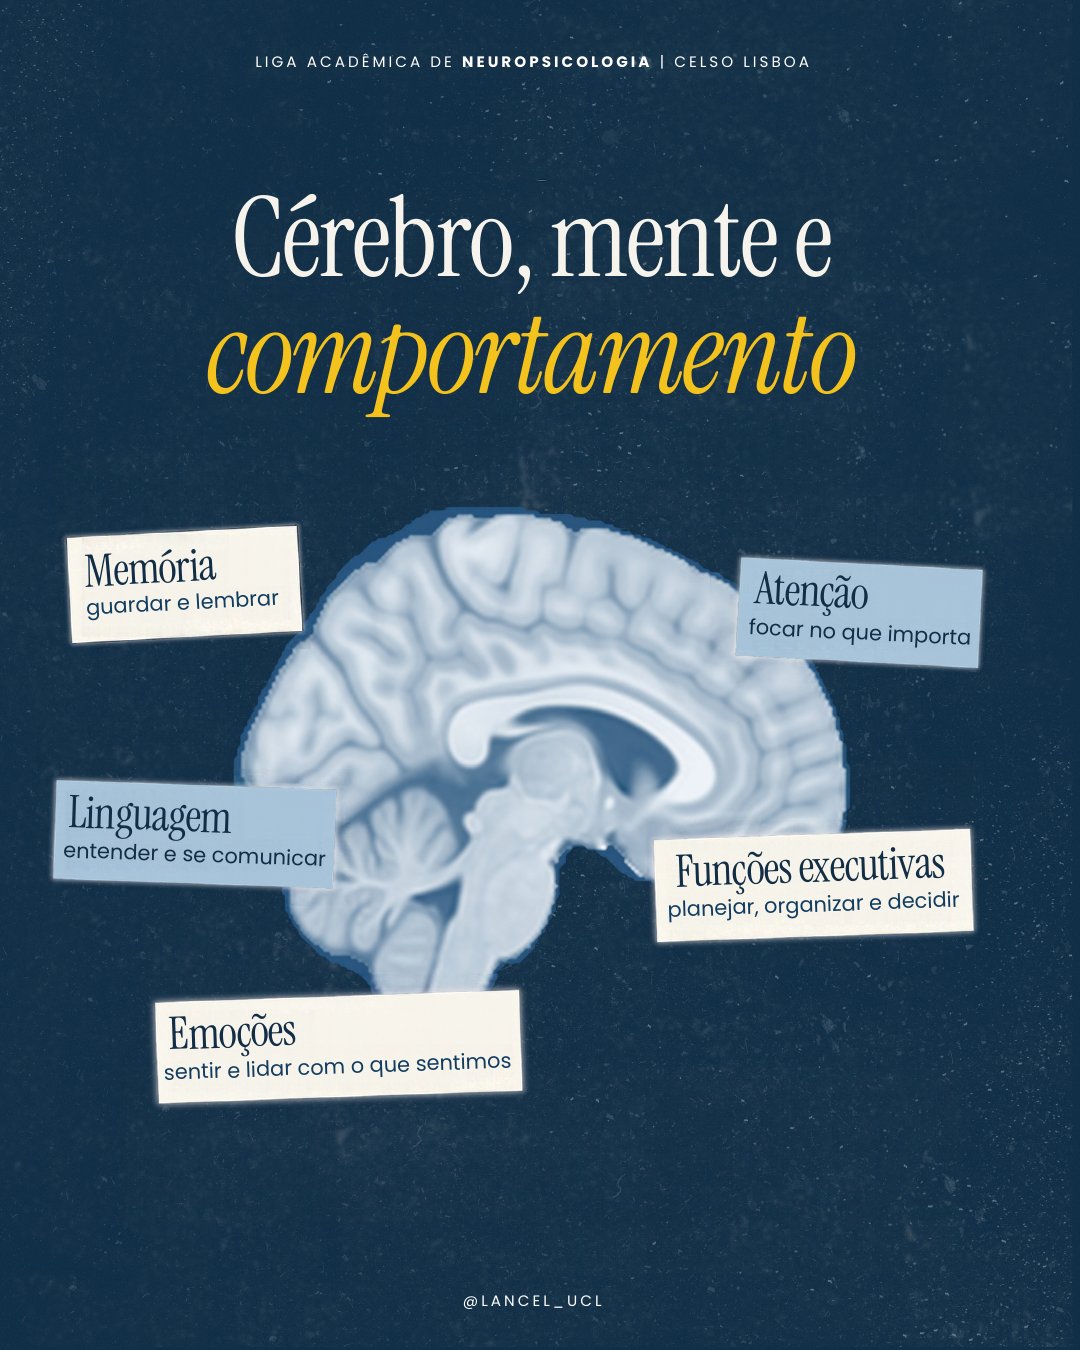 LIGA ACADÊMICA DE NEUROPSICOLOGIA | CELSO LISBOA
Cérebro, mente e
comportamento
Memória
guardar e lembrar
Atenção
focar no que importa
Linguagem
entender e se comunicar
Funções executivas
planejar, organizar e decidir
Emoções
sentir e lidar com o que sentimos
@LANCEL_UCL